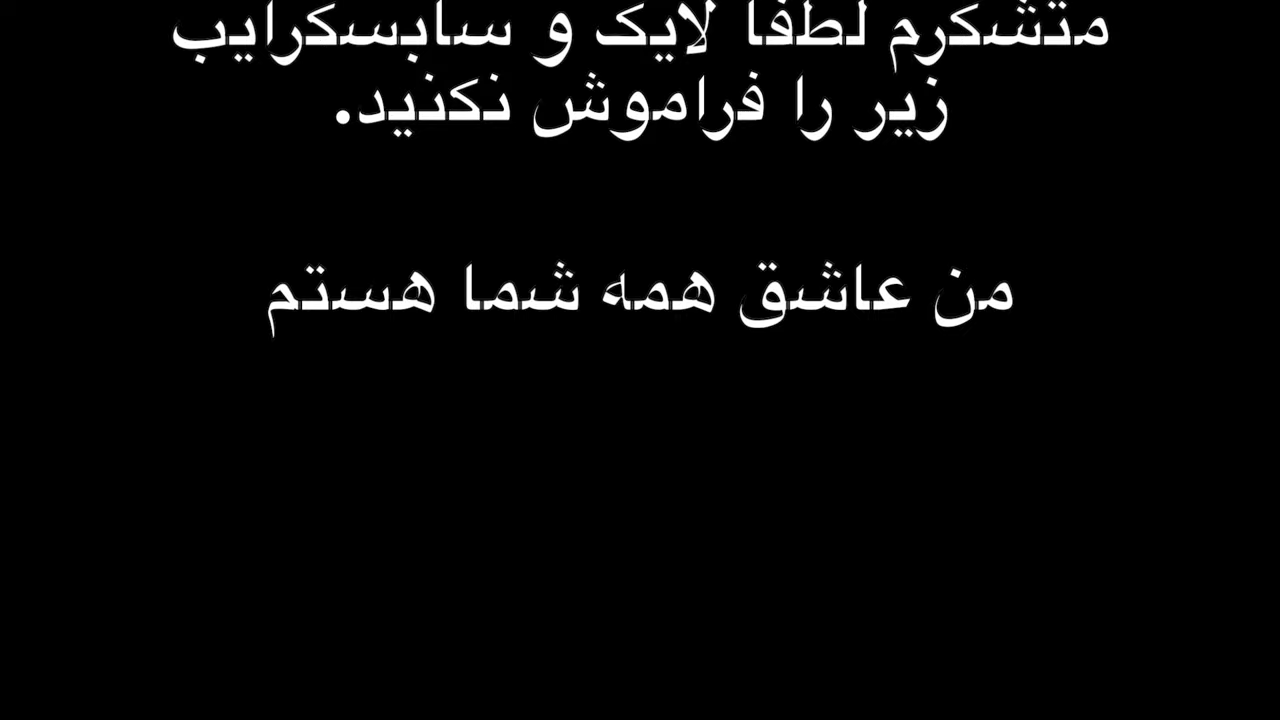 متشکرم لطفا لایک و سابسکرایب
زیر را فراموش نکنید.
من عاشق همه شما هستم